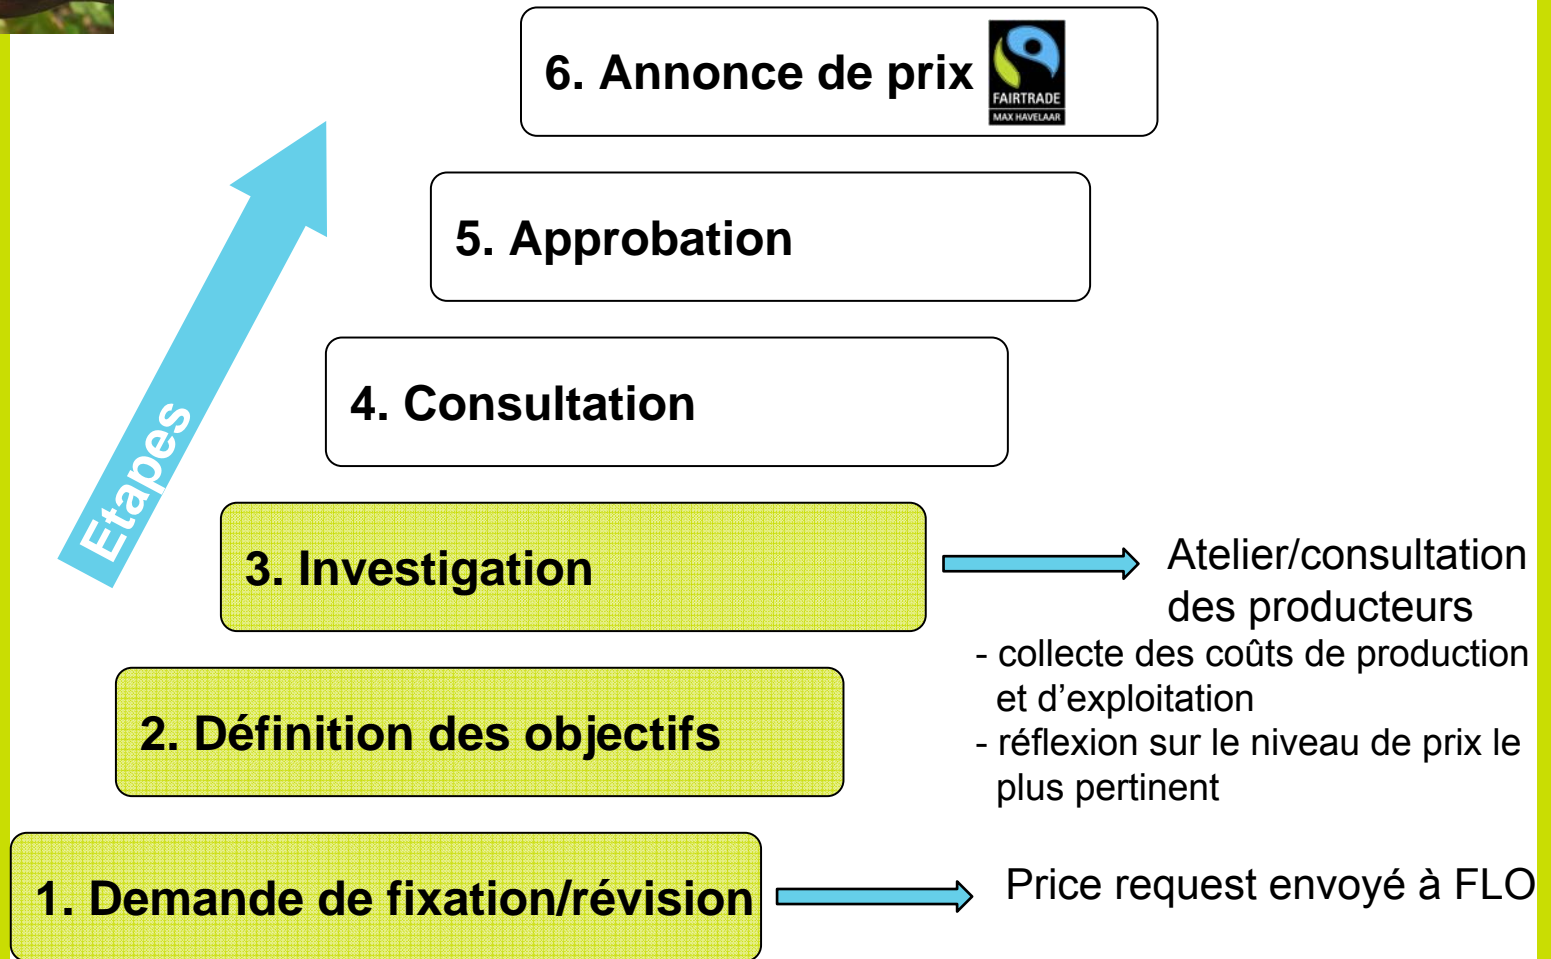 6. Annonce de prix
FAIRTRADE
MAX HAVELAAR
5. Approbation
4. Consultation
Etapes
3. Investigation
Atelier/consultation
des producteurs
- collecte des coûts de production
et d’exploitation
- réflexion sur le niveau de prix le
plus pertinent
2. Définition des objectifs
1. Demande de fixation/révision
Price request envoyé à FLO